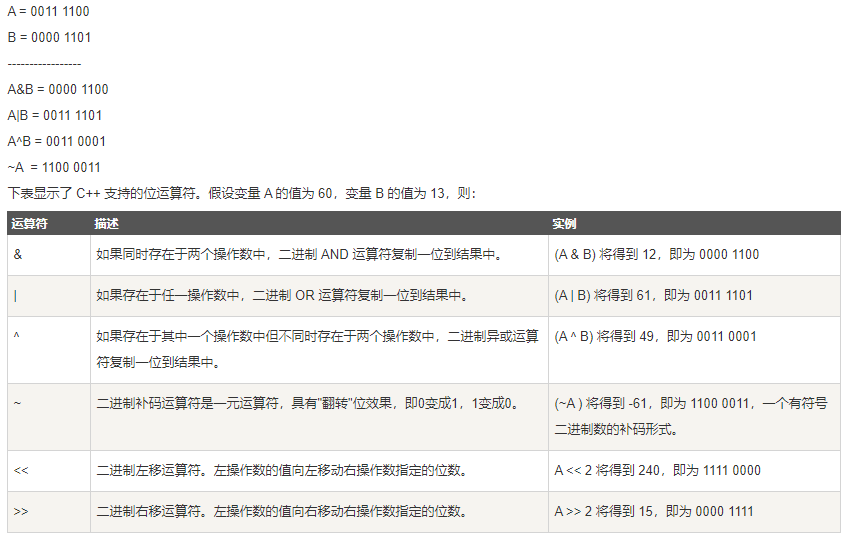 A = 0011 1100
B = 0000 1101
-----------------
A&B = 0000 1100
A|B = 0011 1101
A^B = 0011 0001
~A  = 1100 0011
下表显示了 C++ 支持的位运算符。假设变量 A 的值为 60，变量 B 的值为 13，则：
运算符 描述 实例
& 如果同时存在于两个操作数中，二进制 AND 运算符复制一位到结果中。 (A & B) 将得到 12，即为 0000 1100
| 如果存在于任一操作数中，二进制 OR 运算符复制一位到结果中。 (A | B) 将得到 61，即为 0011 1101
^ 如果存在于其中一个操作数中但不同时存在于两个操作数中，二进制异或运算 (A ^ B) 将得到 49，即为 0011 0001
符复制一位到结果中。
~ 二进制补码运算符是一元运算符，具有"翻转"位效果，即0变成1，1变成0。 (~A ) 将得到 -61，即为 1100 0011，一个有符号
二进制数的补码形式。
<< 二进制左移运算符。左操作数的值向左移动右操作数指定的位数。 A << 2 将得到 240，即为 1111 0000
>> 二进制右移运算符。左操作数的值向右移动右操作数指定的位数。 A >> 2 将得到 15，即为 0000 1111